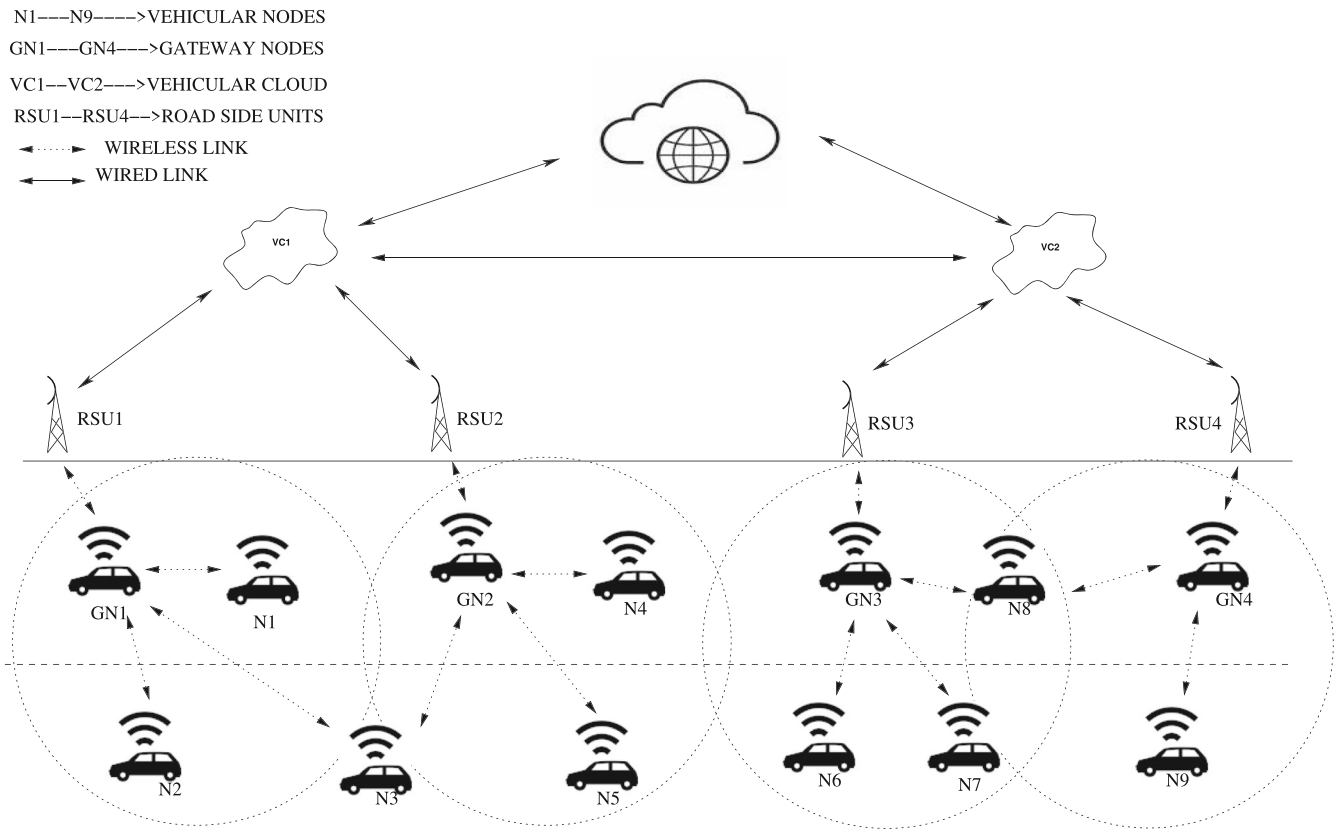 N1---N9---->VEHICULAR NODES
GN1---GN4--->GATEWAY NODES
VC1--VC2--->VEHICULAR CLOUD
RSU1--RSU4-->ROAD SIDE UNITS
WIRELESS LINK
WIRED LINK
VC1
VC2
RSU1
RSU2
RSU3
RSU4
GN1
N1
GN2
N4
GN3
N8
GN4
N2
N3
N5
N6
N7
N9